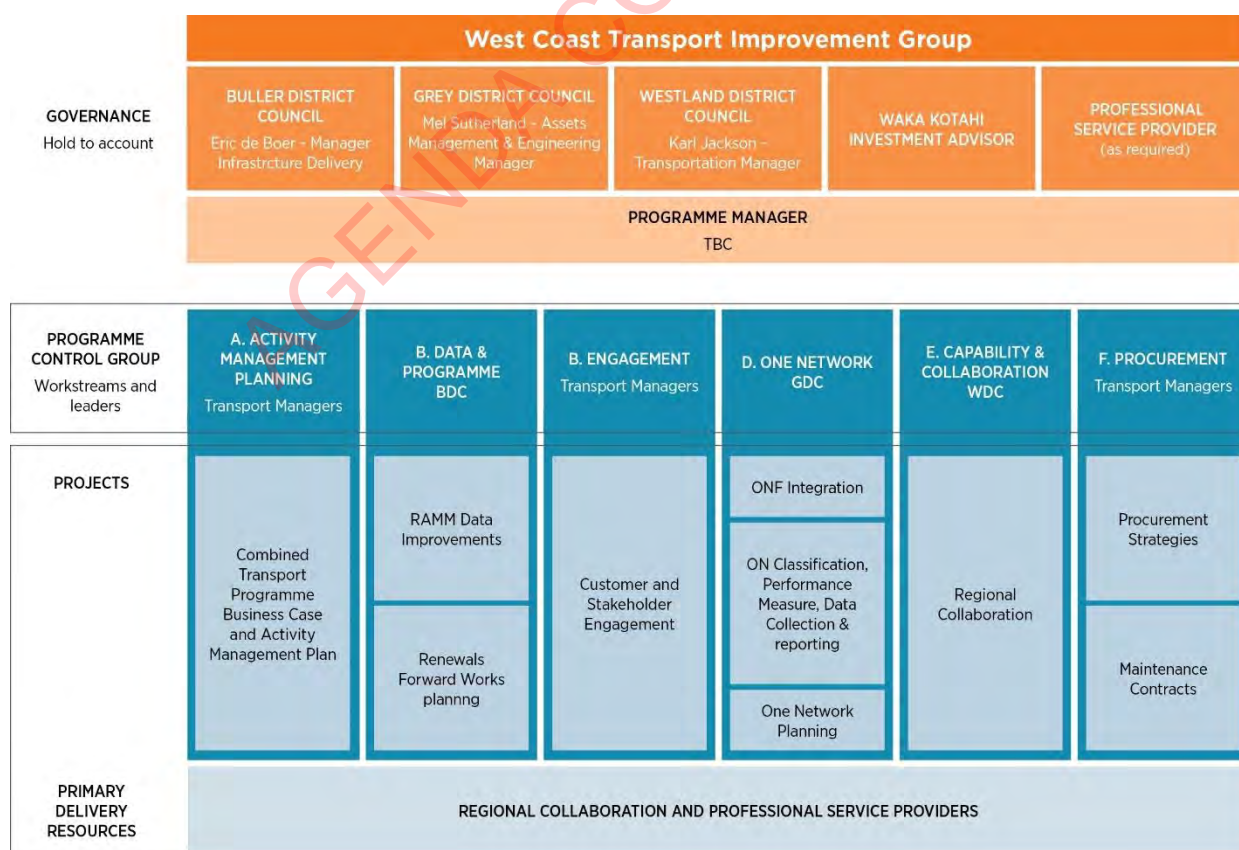 West Coast Transport Improvement Group
GOVERNANCE
Hold to account
BULLER DISTRICT
COUNCIL
Eric de Boer - Manager
Infrastrcture Delivery
GREY DISTRICT COUNCIL
Mel Sutherland - Assets
Management & Engineering
Manager
WESTLAND DISTRICT
COUNCIL
Karl Jackson –
Transportation Manager
WAKA KOTAHI
INVESTMENT ADVISOR
PROFESSIONAL
SERVICE PROVIDER
(as required)
PROGRAMME MANAGER
TBC
PROGRAMME
CONTROL GROUP
Workstreams and
leaders
A. ACTIVITY
MANAGEMENT
PLANNING
Transport Managers
B. DATA &
PROGRAMME
BDC
B. ENGAGEMENT
Transport Managers
D. ONE NETWORK
GDC
E. CAPABILITY &
COLLABORATION
WDC
F. PROCUREMENT
Transport Managers
PROJECTS
Combined
Transport
Programme
Business Case
and Activity
Management Plan
RAMM Data
Improvements
Renewals
Forward Works
planng
Customer and
Stakeholder
Engagement
ONF Integration
ON Classification,
Performance
Measure, Data
Collection &
reporting
One Network
Planning
Regional
Collaboration
Procurement
Strategies
Maintenance
Contracts
PRIMARY
DELIVERY
RESOURCES
REGIONAL COLLABORATION AND PROFESSIONAL SERVICE PROVIDERS
AGENDA CO